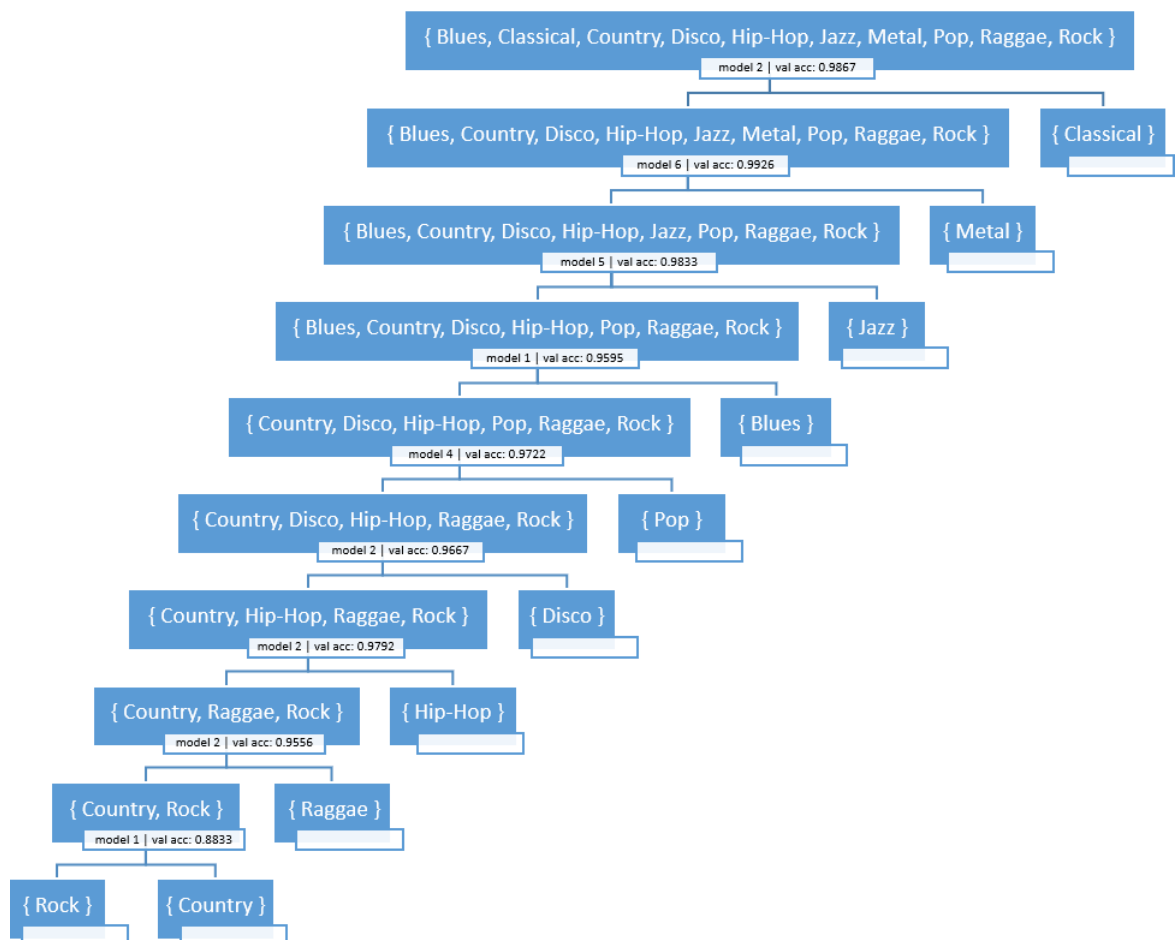 { Blues, Classical, Country, Disco, Hip-Hop, Jazz, Metal, Pop, Raggae, Rock }
model 2 | val acc: 0.9867
{ Blues, Country, Disco, Hip-Hop, Jazz, Metal, Pop, Raggae, Rock }
{ Classical }
model 6 | val acc: 0.9926
{ Blues, Country, Disco, Hip-Hop, Jazz, Pop, Raggae, Rock }
{ Metal }
model 5 | val acc: 0.9833
{ Blues, Country, Disco, Hip-Hop, Pop, Raggae, Rock }
{ Jazz }
model 1 | val acc: 0.9595
{ Country, Disco, Hip-Hop, Pop, Raggae, Rock }
{ Blues }
model 4 | val acc: 0.9722
{ Country, Disco, Hip-Hop, Raggae, Rock }
{ Pop }
model 2 | val acc: 0.9667
{ Country, Hip-Hop, Raggae, Rock }
{ Disco }
model 2 | val acc: 0.9792
{ Country, Raggae, Rock }
{ Hip-Hop }
model 2 | val acc: 0.9556
{ Country, Rock }
{ Raggae }
model 1 | val acc: 0.8833
{ Rock }
{ Country }